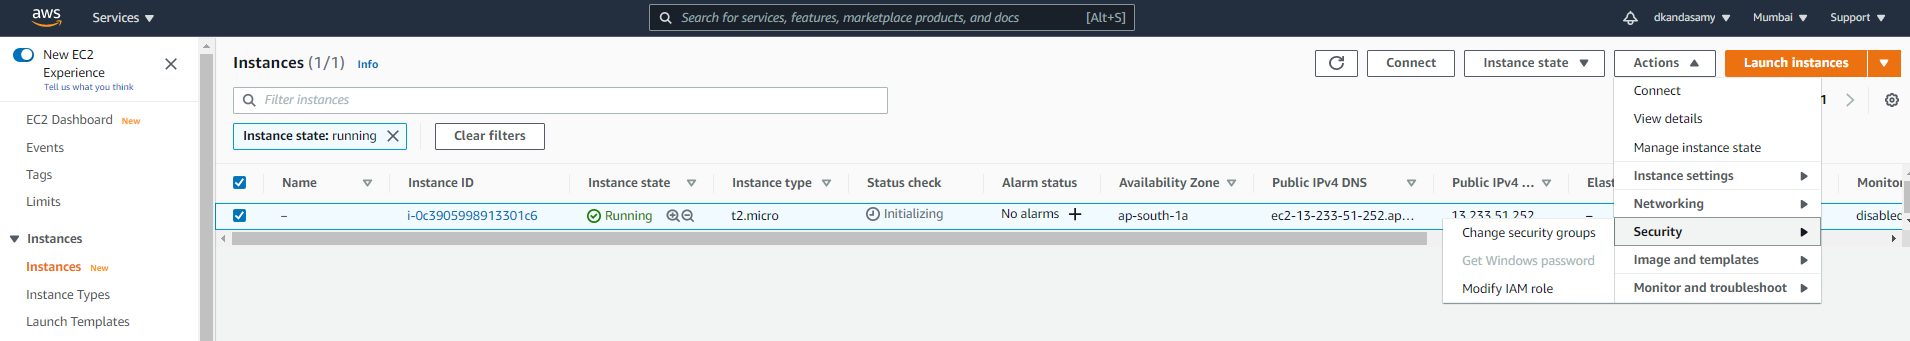 aws
Services
Search for services, features, marketplace products, and docs [Alt+S]
dkandasamy
Mumbai
Support
New EC2
Experience
Tell us what you think
EC2 Dashboard New
Events
Tags
Limits
Instances
Instances New
Instance Types
Launch Templates
Instances (1/1) Info
Connect
Instance state
Actions
Launch instances
Filter instances
1
Instance state: running
Clear filters
Name Instance ID Instance state Instance type Status check Alarm status Availability Zone Public IPv4 DNS Public IPv4 ... Elast Monitor
– i-0c3905998913301c6 Running t2.micro Initializing No alarms + ap-south-1a ec2-13-233-51-252.ap... 13.233.51.252 – disabled
Connect
View details
Manage instance state
Instance settings
Networking
Security
Image and templates
Monitor and troubleshoot
Change security groups
Get Windows password
Modify IAM role